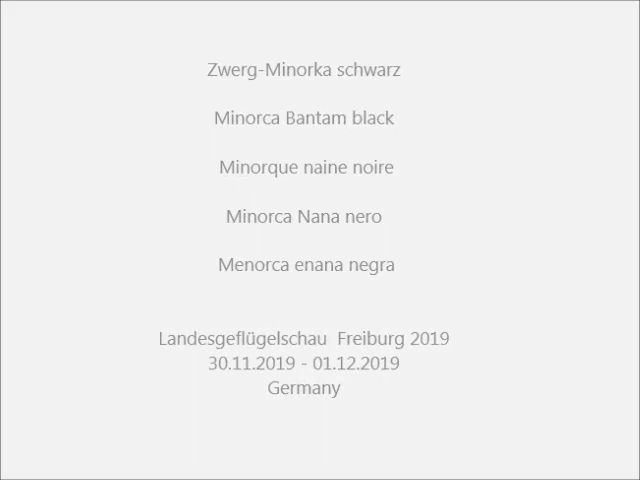 Zwerg-Minorka schwarz
Minorca Bantam black
Minorque naine noire
Minorca Nana nero
Menorca enana negra
Landesgeflügelschau  Freiburg 2019
30.11.2019 - 01.12.2019
Germany